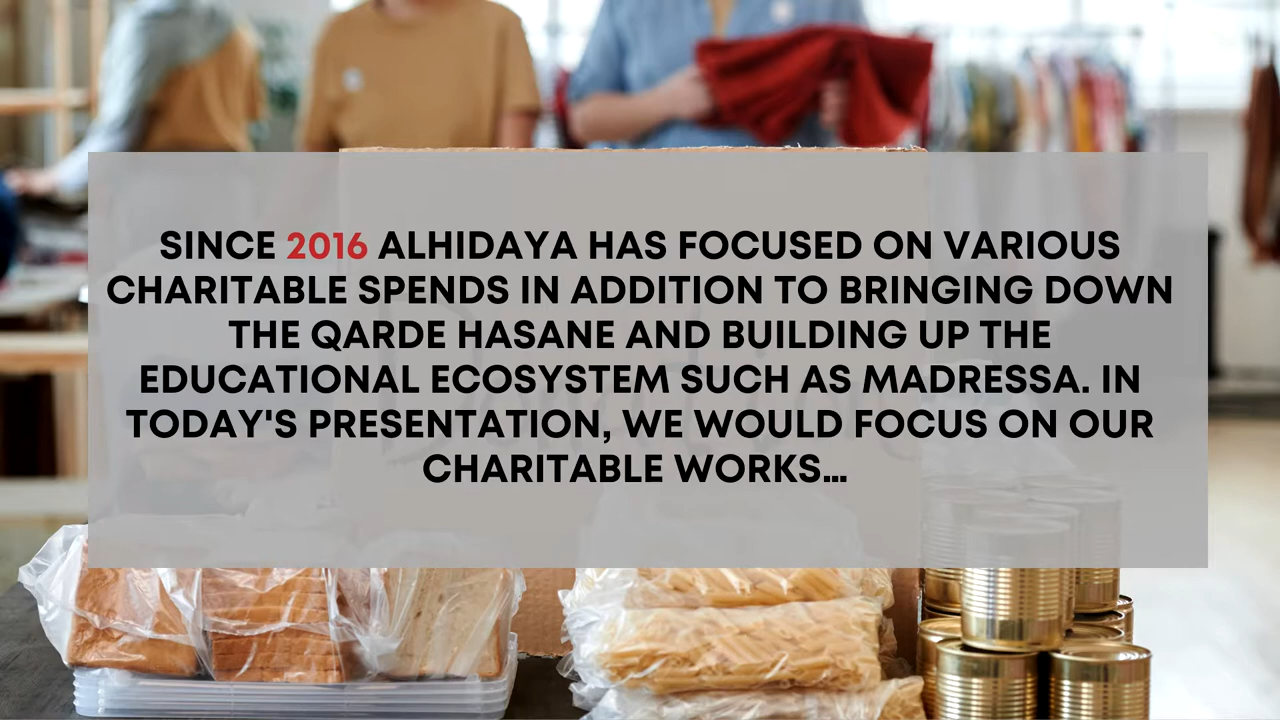 SINCE 2016 ALHIDAYA HAS FOCUSED ON VARIOUS
CHARITABLE SPENDS IN ADDITION TO BRINGING DOWN
THE QARDE HASANE AND BUILDING UP THE
EDUCATIONAL ECOSYSTEM SUCH AS MADRESSA. IN
TODAY'S PRESENTATION, WE WOULD FOCUS ON OUR
CHARITABLE WORKS...